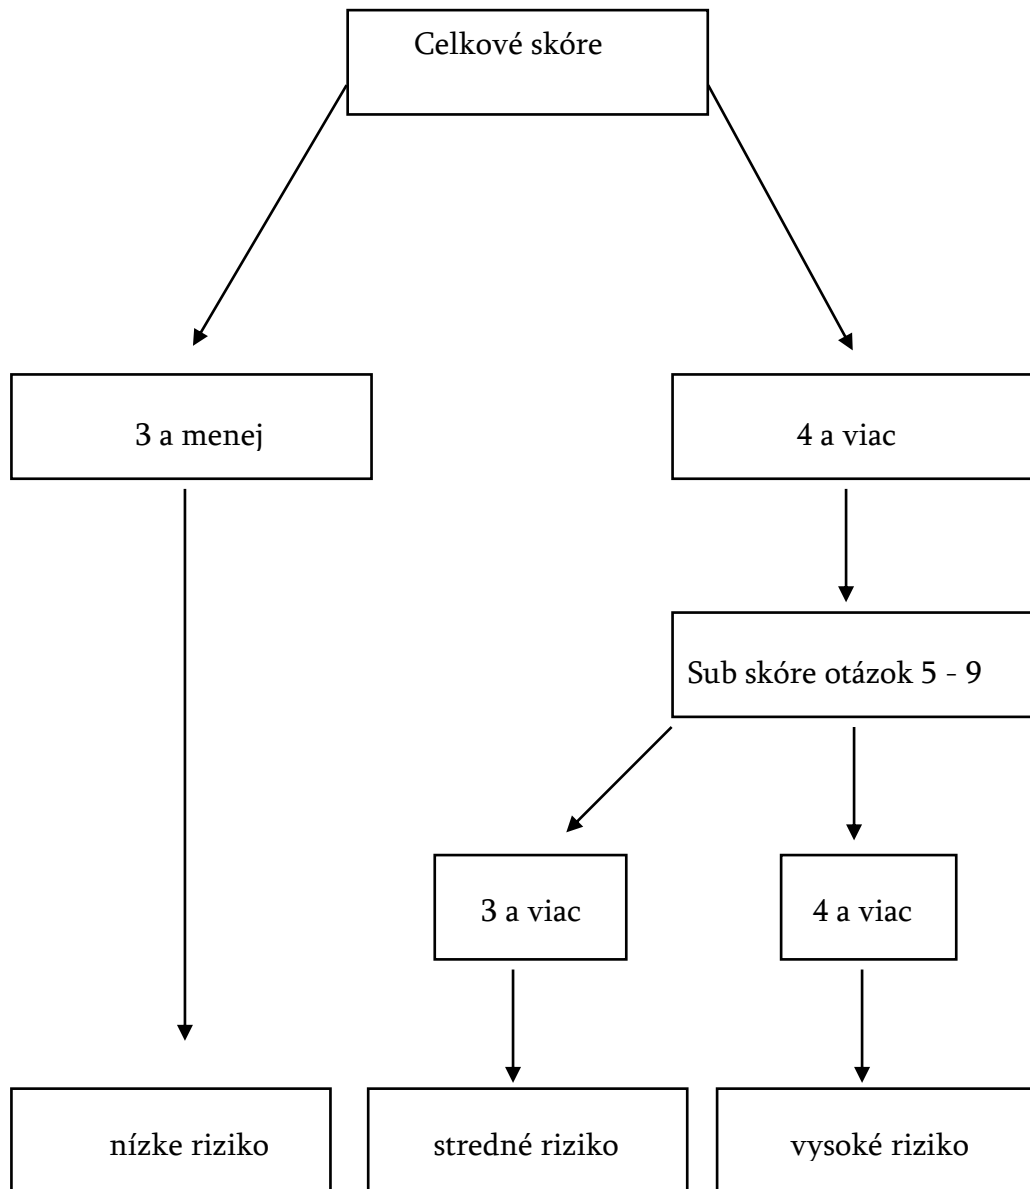 Celkové skóre
3 a menej
4 a viac
Sub skóre otázok 5 - 9
3 a viac
4 a viac
nízke riziko
stredné riziko
vysoké riziko